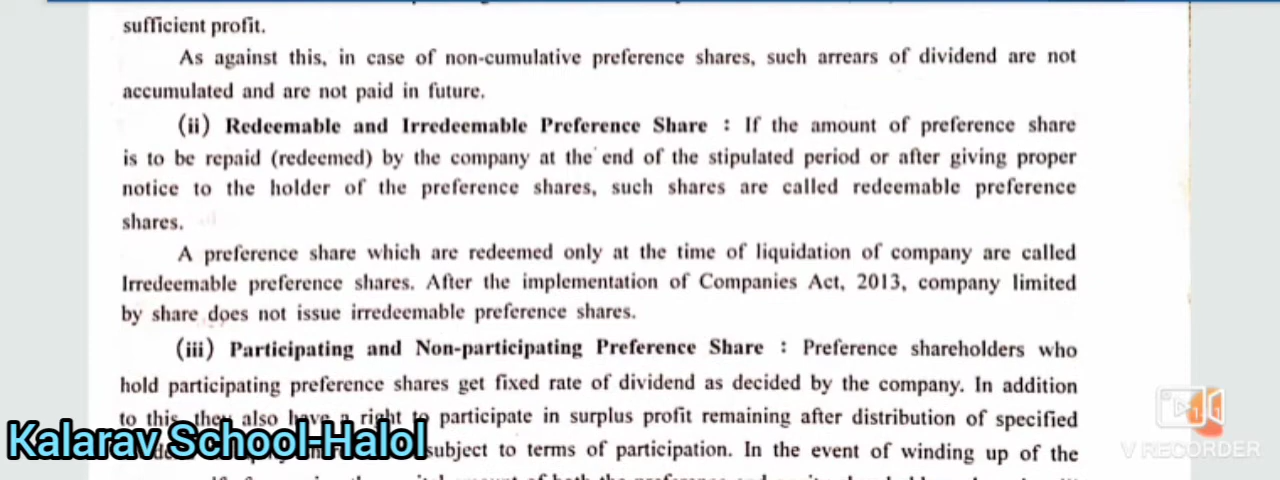 sufficient profit.
As against this, in case of non-cumulative preference shares, such arrears of dividend are not
accumulated and are not paid in future.
(ii) Redeemable and Irredeemable Preference Share : If the amount of preference share
is to be repaid (redeemed) by the company at the end of the stipulated period or after giving proper
notice to the holder of the preference shares, such shares are called redeemable preference
shares.
A preference share which are redeemed only at the time of liquidation of company are called
Irredeemable preference shares. After the implementation of Companies Act, 2013, company limited
by share does not issue irredeemable preference shares.
(iii) Participating and Non-participating Preference Share : Preference shareholders who
hold participating preference shares get fixed rate of dividend as decided by the company. In addition
to this, they also have a right to participate in surplus profit remaining after distribution of specified
subject to terms of participation. In the event of winding up of the
Kalarav School-Halol
V RECORDER